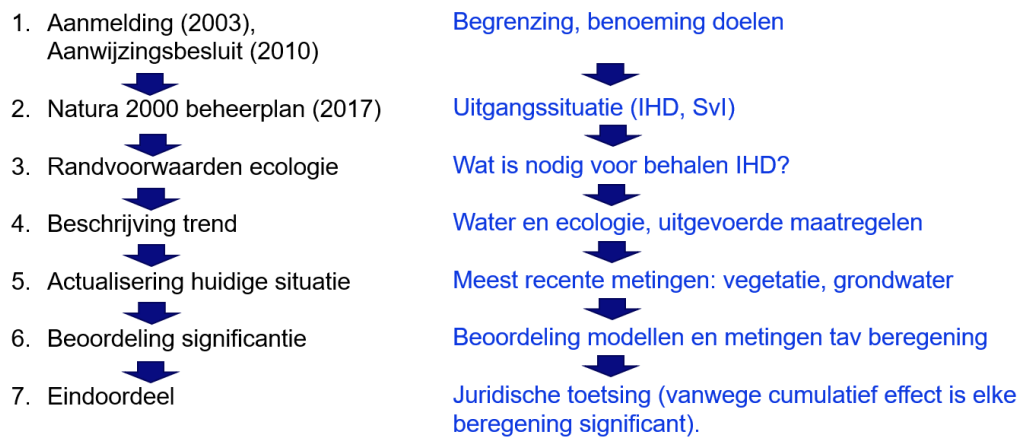 1. Aanmelding (2003),
Aanwijzingsbesluit (2010)
Begrenzing, benoeming doelen
2. Natura 2000 beheerplan (2017)
Uitgangssituatie (IHD, SvI)
3. Randvoorwaarden ecologie
Wat is nodig voor behalen IHD?
4. Beschrijving trend
Water en ecologie, uitgevoerde maatregelen
5. Actualisering huidige situatie
Meest recente metingen: vegetatie, grondwater
6. Beoordeling significantie
Beoordeling modellen en metingen tav beregening
7. Eindoordeel
Juridische toetsing (vanwege cumulatief effect is elke
beregening significant).